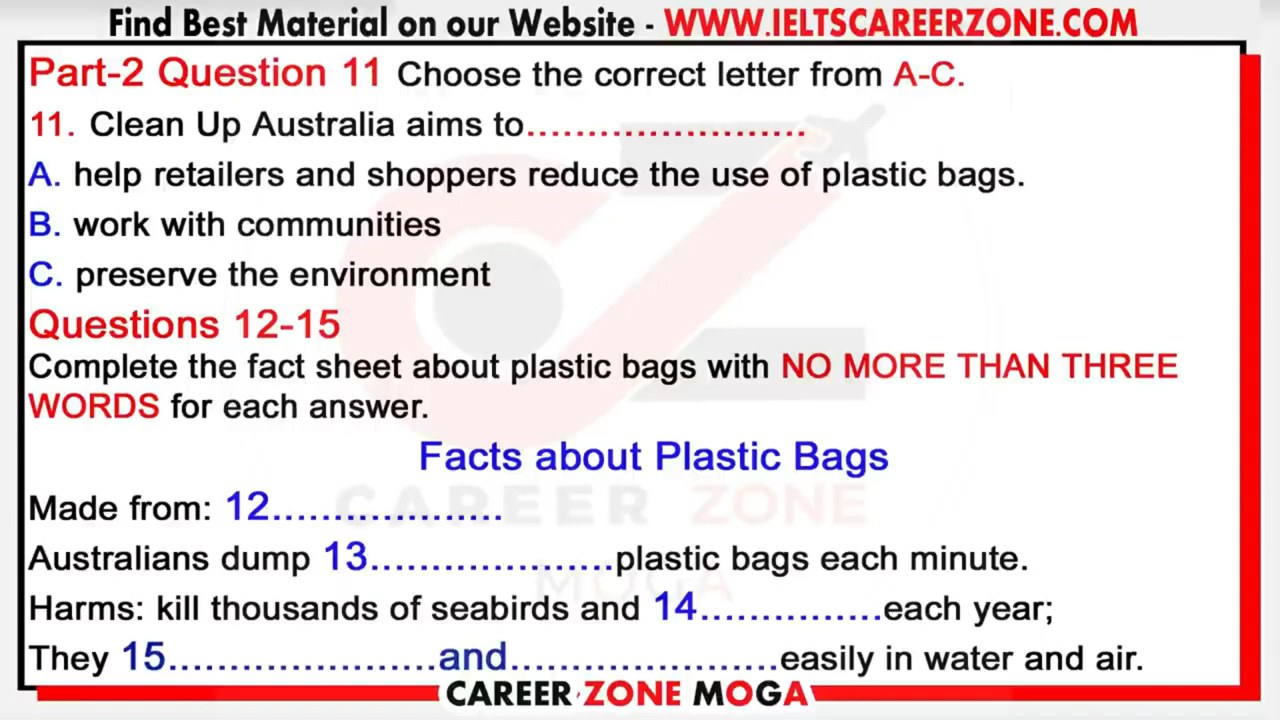 Find Best Material on our Website - WWW.IELTSCAREERZONE.COM
Part-2 Question 11 Choose the correct letter from A-C.
11. Clean Up Australia aims to.......................
A. help retailers and shoppers reduce the use of plastic bags.
B. work with communities
C. preserve the environment
Questions 12-15
Complete the fact sheet about plastic bags with NO MORE THAN THREE
WORDS for each answer.
Facts about Plastic Bags
Made from: 12...................
Australians dump 13....................plastic bags each minute.
Harms: kill thousands of seabirds and 14...............each year;
They 15......................and......................easily in water and air.
CAREER ZONE
MOGA
CAREER ZONE MOGA